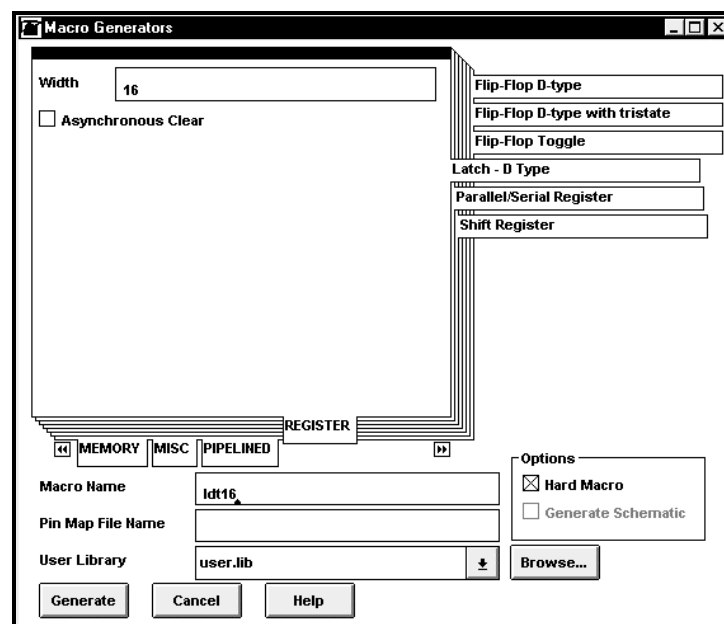 Macro Generators
Width
16
Asynchronous Clear
Flip-Flop D-type
Flip-Flop D-type with tristate
Flip-Flop Toggle
Latch - D Type
Parallel/Serial Register
Shift Register
REGISTER
MEMORY
MISC
PIPELINED
Macro Name
ldt16
Pin Map File Name
User Library
user.lib
Options
Hard Macro
Generate Schematic
Browse...
Generate
Cancel
Help